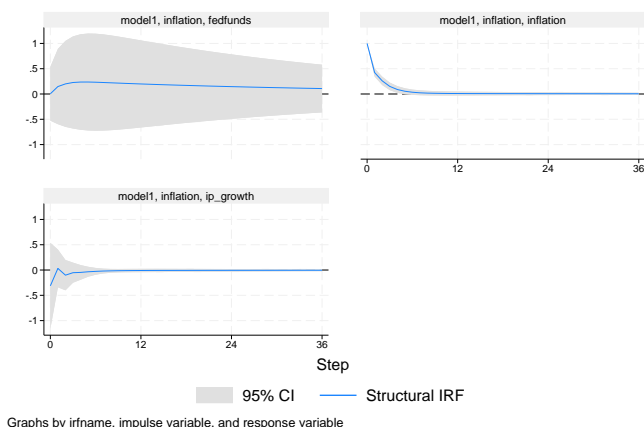 model1, inflation, fedfunds
model1, inflation, inflation
1
.5
0
-.5
-1
0
12
24
36
model1, inflation, ip_growth
1
.5
0
-.5
-1
0
12
24
36
Step
95% CI
Structural IRF
Graphs by irfname, impulse variable, and response variable